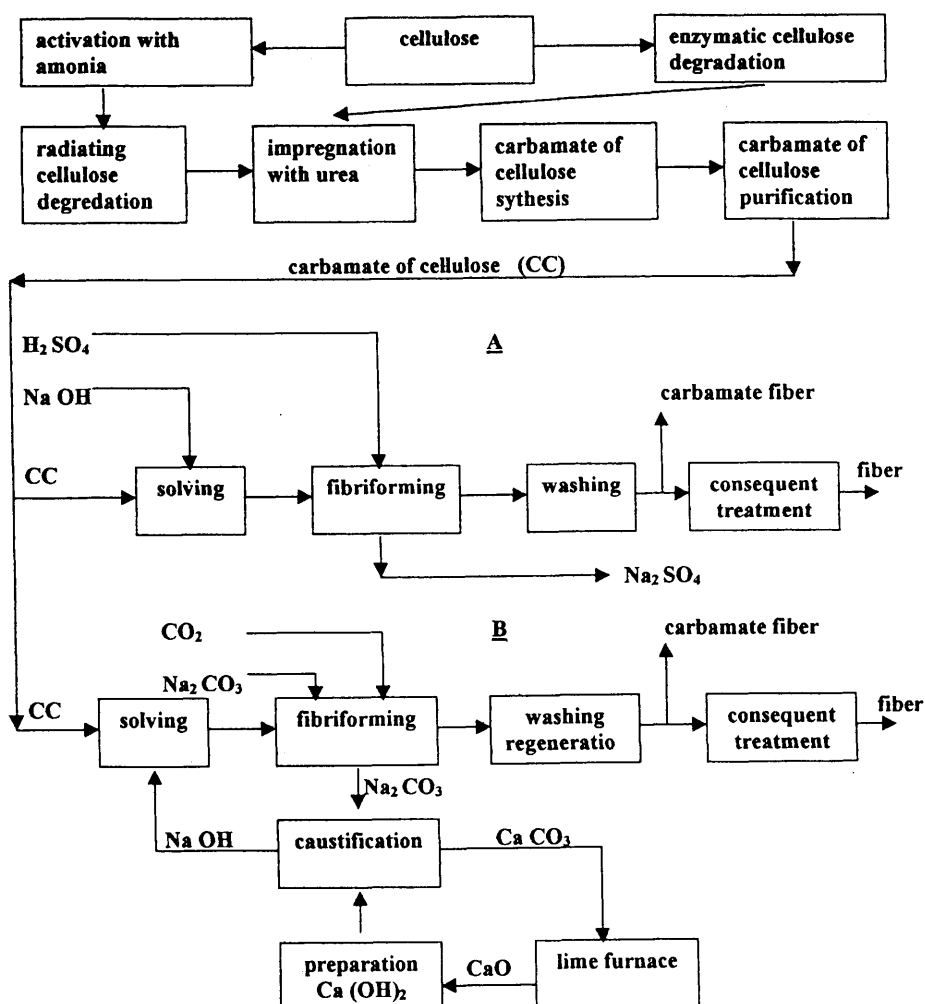 activation with
amonia
cellulose
enzymatic cellulose
degradation
radiating
cellulose
degredation
impregnation
with urea
carbamate of
cellulose
sythesis
carbamate of
cellulose
purification
carbamate of cellulose (CC)
H₂ SO₄
A
Na OH
carbamate fiber
CC
solving
fibriforming
washing
consequent
treatment
fiber
Na₂ SO₄
CO₂
B
carbamate fiber
Na₂ CO₃
CC
solving
fibriforming
washing
regeneratio
consequent
treatment
fiber
Na₂ CO₃
Na OH
caustification
Ca CO₃
preparation
Ca (OH)₂
CaO
lime furnace